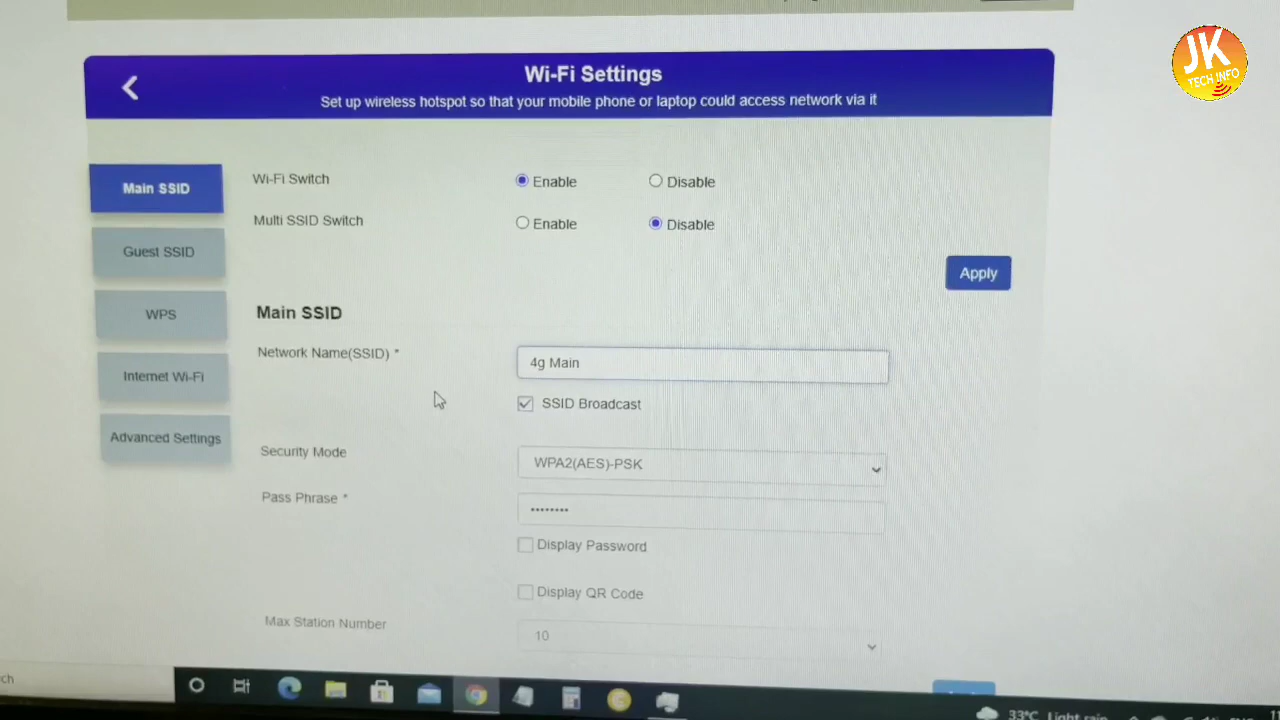 JK
TECH INFO
Wi-Fi Settings
Set up wireless hotspot so that your mobile phone or laptop could access network via it
Main SSID
Guest SSID
WPS
Internet Wi-Fi
Advanced Settings
Wi-Fi Switch
Enable
Disable
Multi SSID Switch
Enable
Disable
Apply
Main SSID
Network Name(SSID) *
4g Main
SSID Broadcast
Security Mode
WPA2(AES)-PSK
Pass Phrase *
••••••••
Display Password
Display QR Code
Max Station Number
10
33°C Light rain